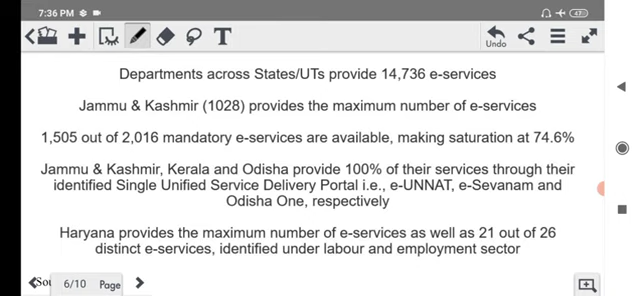 7:36 PM
47
Undo
Departments across States/UTs provide 14,736 e-services
Jammu & Kashmir (1028) provides the maximum number of e-services
1,505 out of 2,016 mandatory e-services are available, making saturation at 74.6%
Jammu & Kashmir, Kerala and Odisha provide 100% of their services through their
identified Single Unified Service Delivery Portal i.e., e-UNNAT, e-Sevanam and
Odisha One, respectively
Haryana provides the maximum number of e-services as well as 21 out of 26
distinct e-services, identified under labour and employment sector
Sou
6/10 Page